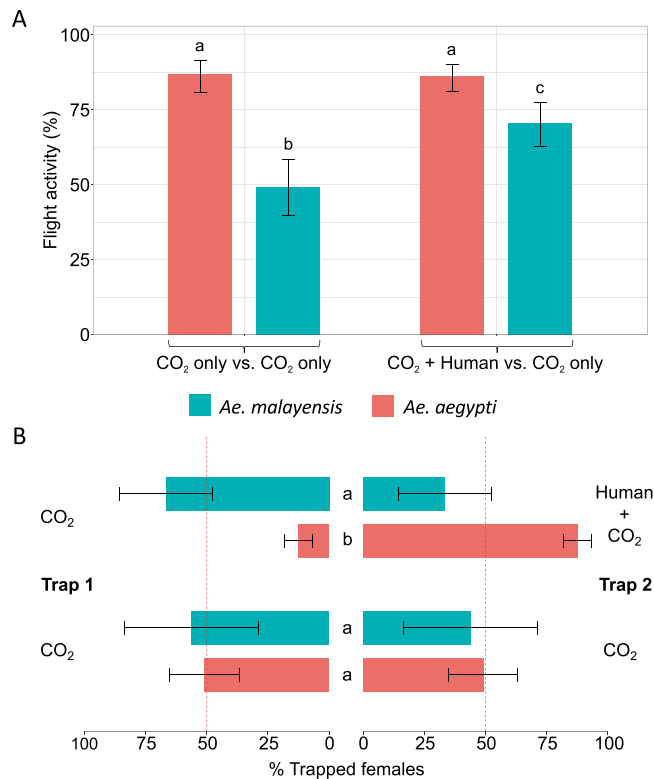 A
100
75
50
25
0
Flight activity (%)
a
b
a
c
CO₂ only vs. CO₂ only
CO₂ + Human vs. CO₂ only
Ae. malayensis
Ae. aegypti
B
CO₂
a
Human
+
CO₂
b
Trap 1
Trap 2
CO₂
a
CO₂
a
100
75
50
25
0
0
25
50
75
100
% Trapped females